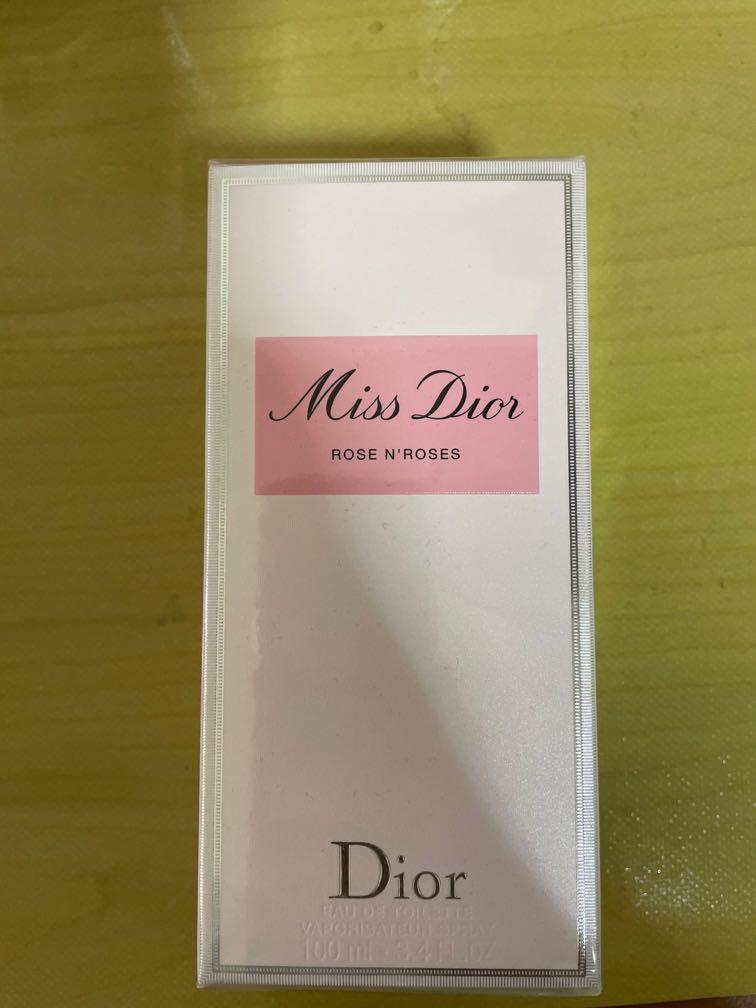 Miss Dior
ROSE N'ROSES
Dior
EAU DE TOILETTE
VAPORISATEUR SPRAY
100 ml - 3.4 FL.OZ